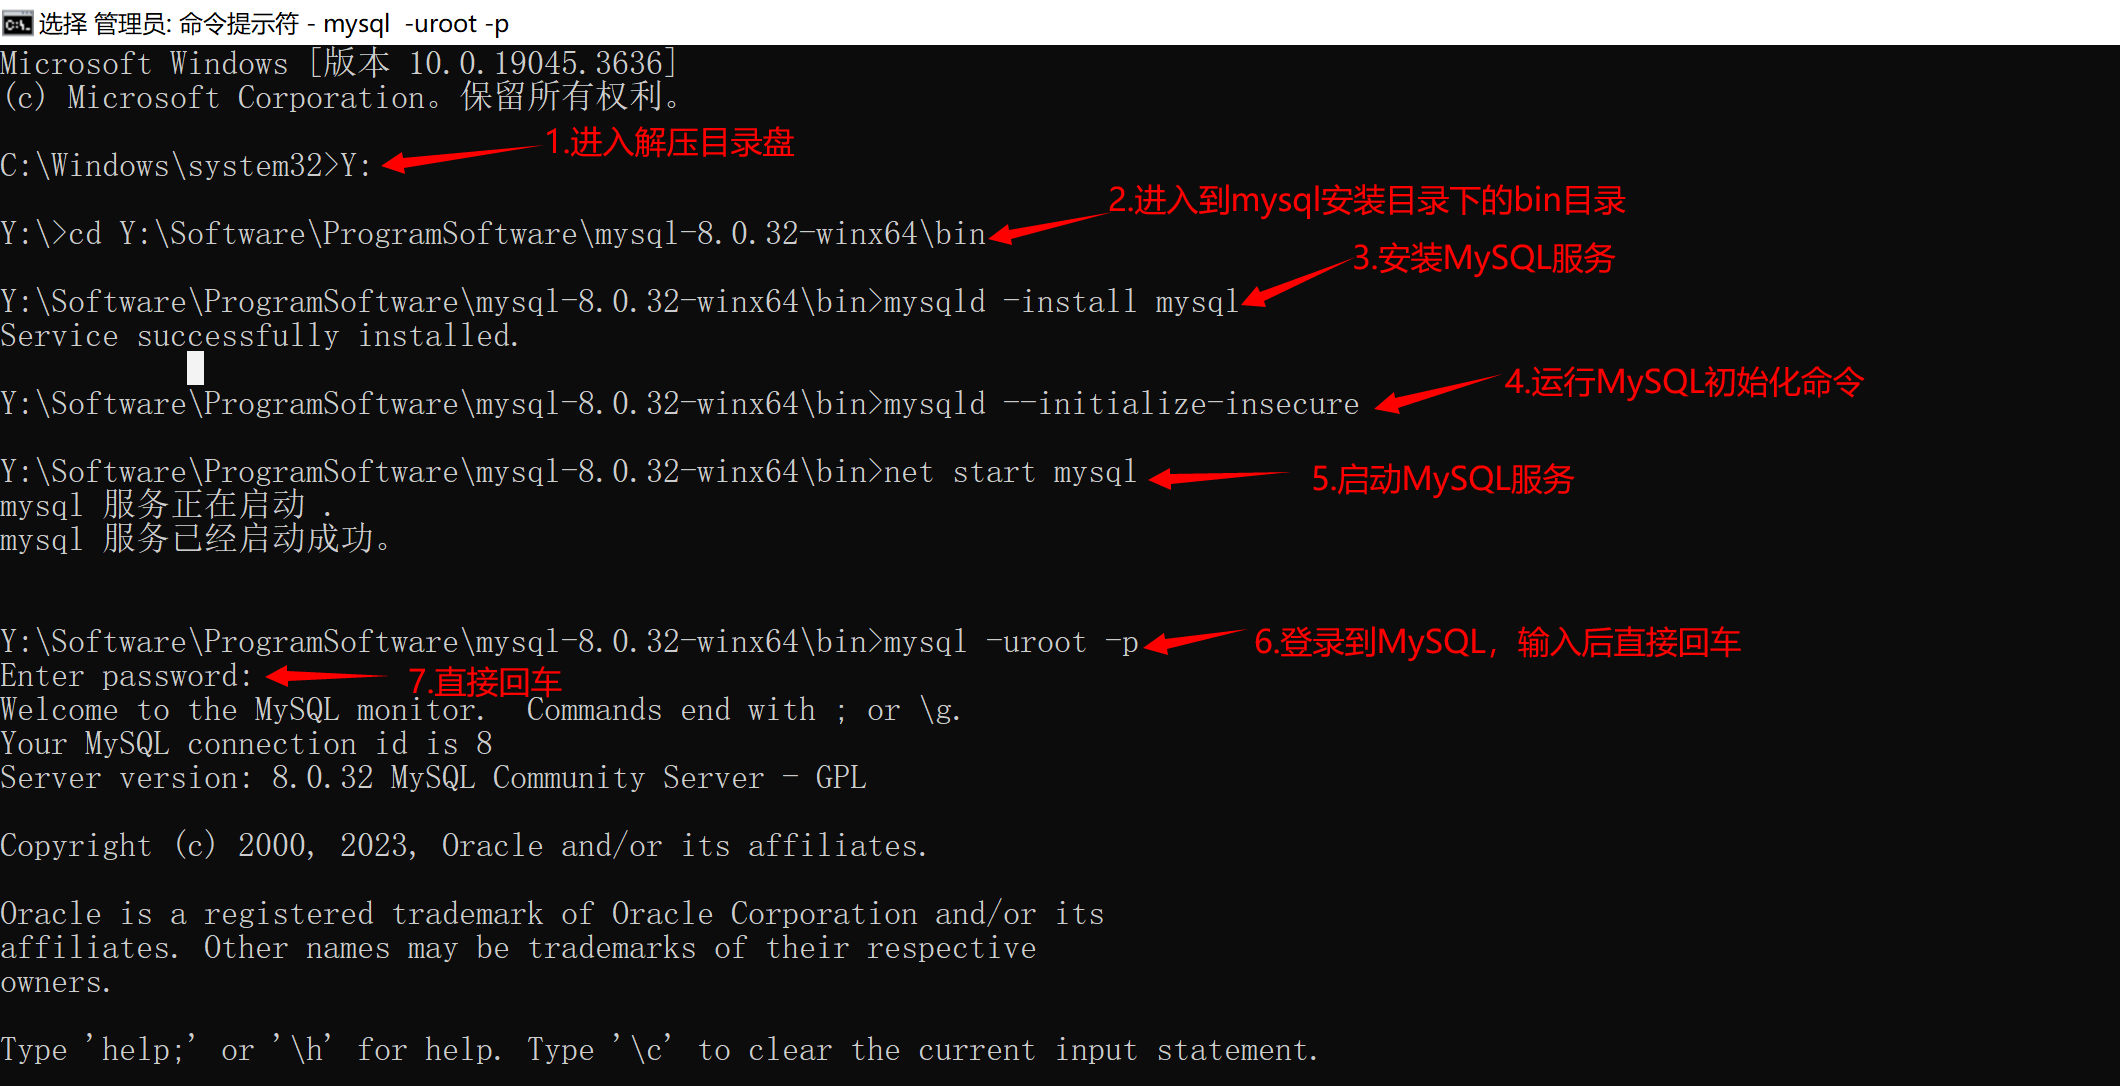 选择 管理员: 命令提示符 - mysql  -uroot -p
Microsoft Windows [版本 10.0.19045.3636]
(c) Microsoft Corporation。保留所有权利。
1.进入解压目录盘
C:\Windows\system32>Y:
2.进入到mysql安装目录下的bin目录
Y:\>cd Y:\Software\ProgramSoftware\mysql-8.0.32-winx64\bin
3.安装MySQL服务
Y:\Software\ProgramSoftware\mysql-8.0.32-winx64\bin>mysqld -install mysql
Service successfully installed.
4.运行MySQL初始化命令
Y:\Software\ProgramSoftware\mysql-8.0.32-winx64\bin>mysqld --initialize-insecure
Y:\Software\ProgramSoftware\mysql-8.0.32-winx64\bin>net start mysql
5.启动MySQL服务
mysql 服务正在启动 .
mysql 服务已经启动成功。
Y:\Software\ProgramSoftware\mysql-8.0.32-winx64\bin>mysql -uroot -p
6.登录到MySQL，输入后直接回车
Enter password:
7.直接回车
Welcome to the MySQL monitor.  Commands end with ; or \g.
Your MySQL connection id is 8
Server version: 8.0.32 MySQL Community Server - GPL
Copyright (c) 2000, 2023, Oracle and/or its affiliates.
Oracle is a registered trademark of Oracle Corporation and/or its
affiliates. Other names may be trademarks of their respective
owners.
Type 'help;' or '\h' for help. Type '\c' to clear the current input statement.